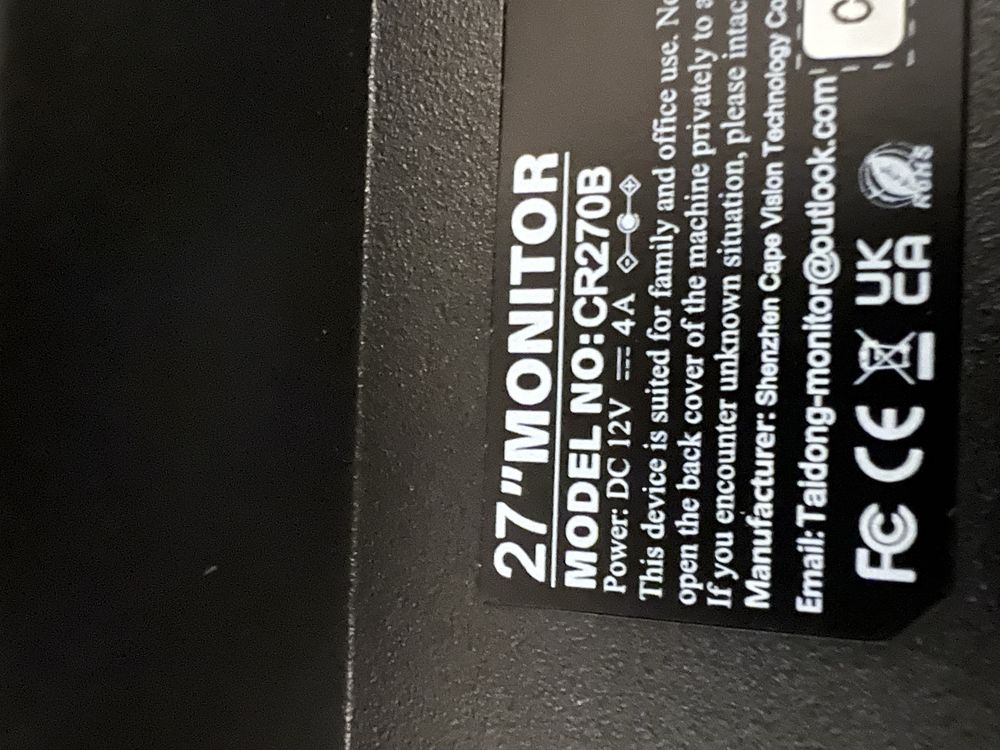 27"MONITOR
MODEL NO:CR270B
Power: DC 12V ⎓ 4A
This device is suited for family and office use.
open the back cover of the machine privately to a
If you encounter unknown situation, please
Manufacturer: Shenzhen Cape Vision Technology Co
Email:Taidong-monitor@outlook.com
FC CE UK
CA